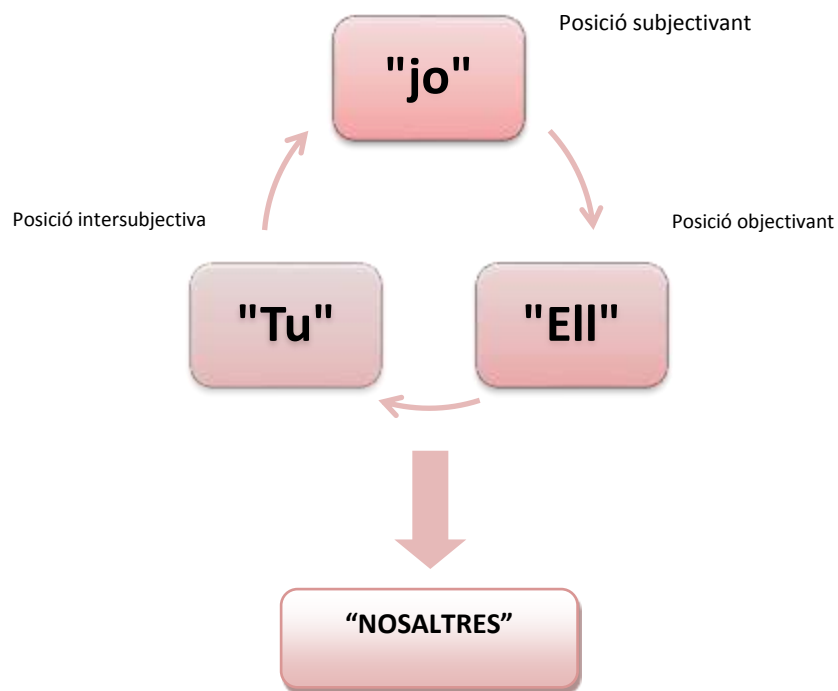 Posició subjectivant
"jo"
Posició intersubjectiva
Posició objectivant
"Tu"
"Ell"
“NOSALTRES”